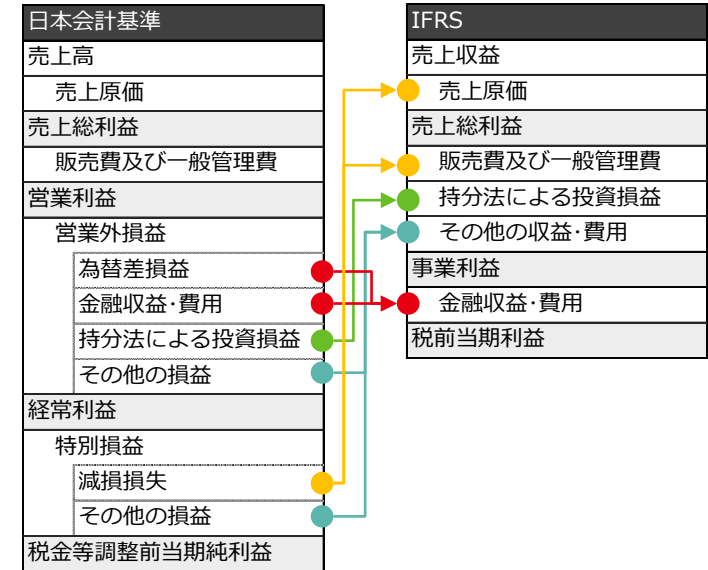 日本会計基準
売上高
売上原価
売上総利益
販売費及び一般管理費
営業利益
営業外損益
為替差損益
金融収益･費用
持分法による投資損益
その他の損益
経常利益
特別損益
減損損失
その他の損益
税金等調整前当期純利益
IFRS
売上収益
売上原価
売上総利益
販売費及び一般管理費
持分法による投資損益
その他の収益･費用
事業利益
金融収益･費用
税前当期利益